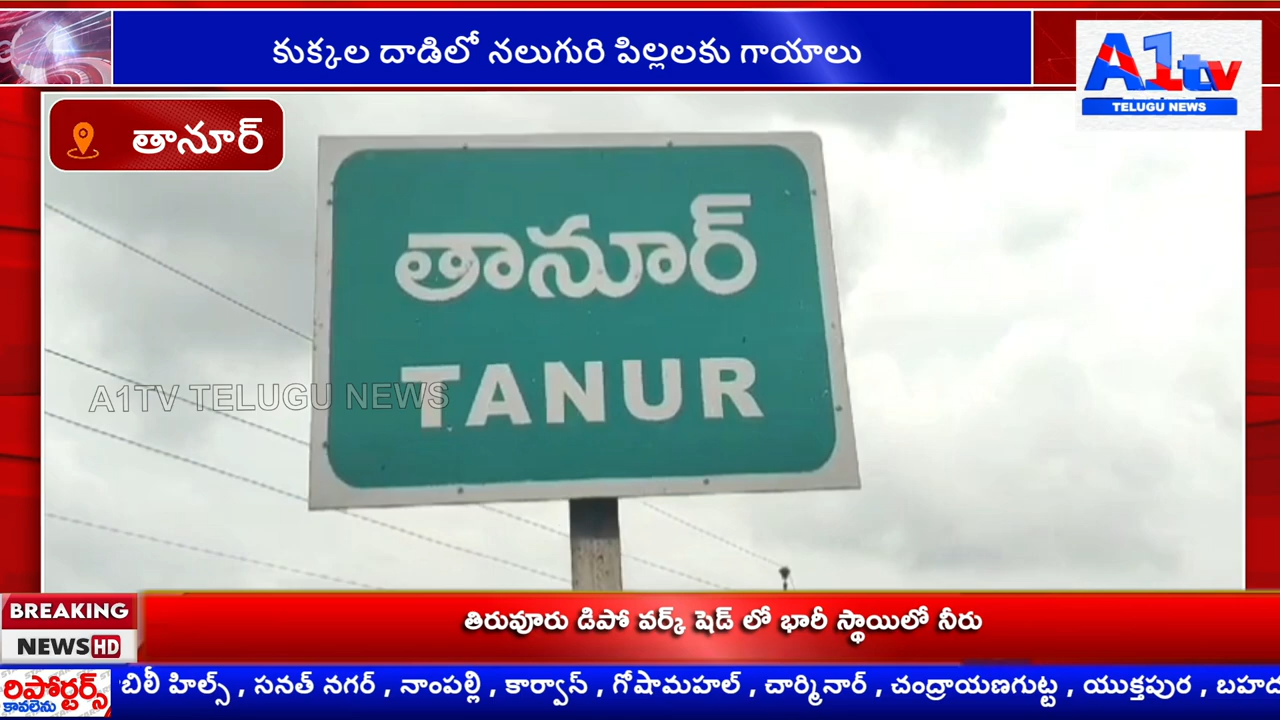 కుక్కల దాడిలో నలుగురి పిల్లలకు గాయాలు
A1tv
TELUGU NEWS
తానూర్
తానూర్
TANUR
A1TV TELUGU NEWS
BREAKING
NEWS HD
తిరువూరు డిపో వర్క్ షెడ్ లో భారీ స్థాయిలో నీరు
రిపోర్టర్స్
కావలెను
బిలీ హిల్స్ , సనత్ నగర్ , నాంపల్లి , కార్వాన్ , గోషామహల్ , చార్మినార్ , చంద్రాయణగుట్ట , యుక్తపుర ,